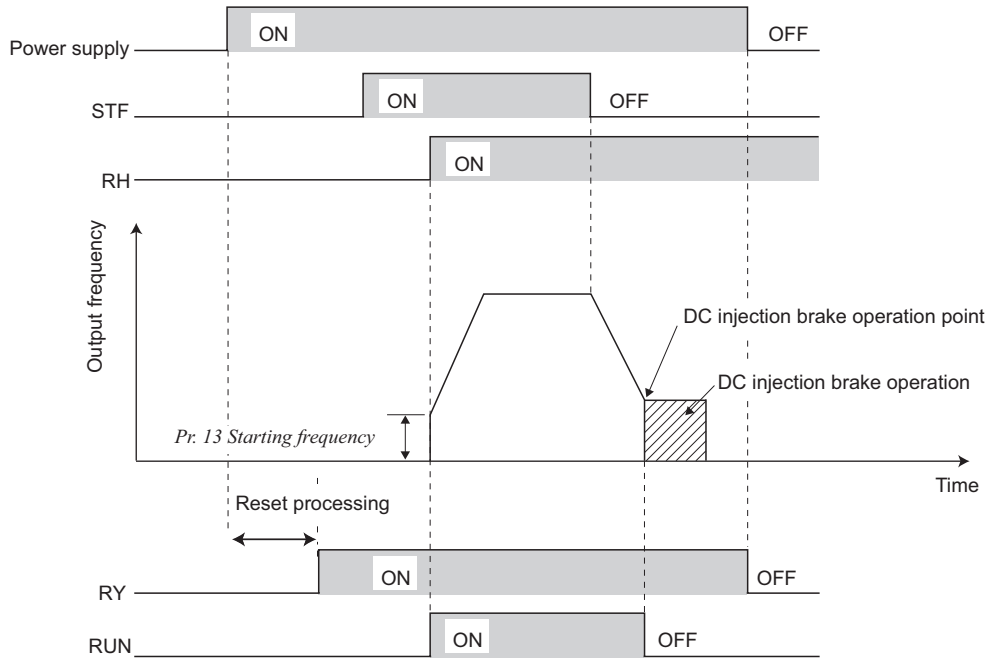 ON
OFF
Power supply
ON
OFF
STF
ON
RH
Output frequency
DC injection brake operation point
DC injection brake operation
Pr. 13 Starting frequency
Time
Reset processing
ON
OFF
RY
ON
OFF
RUN